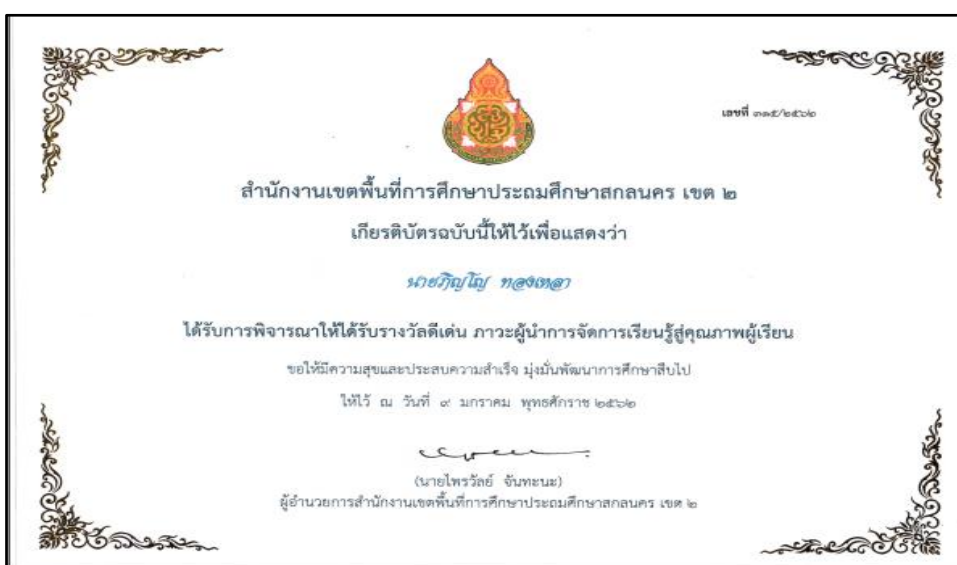 เลขที่ ๓๑๕/๒๕๖๒
สำนักงานเขตพื้นที่การศึกษาประถมศึกษาสกลนคร เขต ๒
เกียรติบัตรฉบับนี้ให้ไว้เพื่อแสดงว่า
นายภิญโญ ทองเหลา
ได้รับการพิจารณาให้ได้รับรางวัลดีเด่น ภาวะผู้นำการจัดการเรียนรู้สู่คุณภาพผู้เรียน
ขอให้มีความสุขและประสบความสำเร็จ มุ่งมั่นพัฒนาการศึกษาสืบไป
ให้ไว้ ณ วันที่ ๙ มกราคม พุทธศักราช ๒๕๖๒
(นายไพรวัลย์ จันทะนะ)
ผู้อำนวยการสำนักงานเขตพื้นที่การศึกษาประถมศึกษาสกลนคร เขต ๒